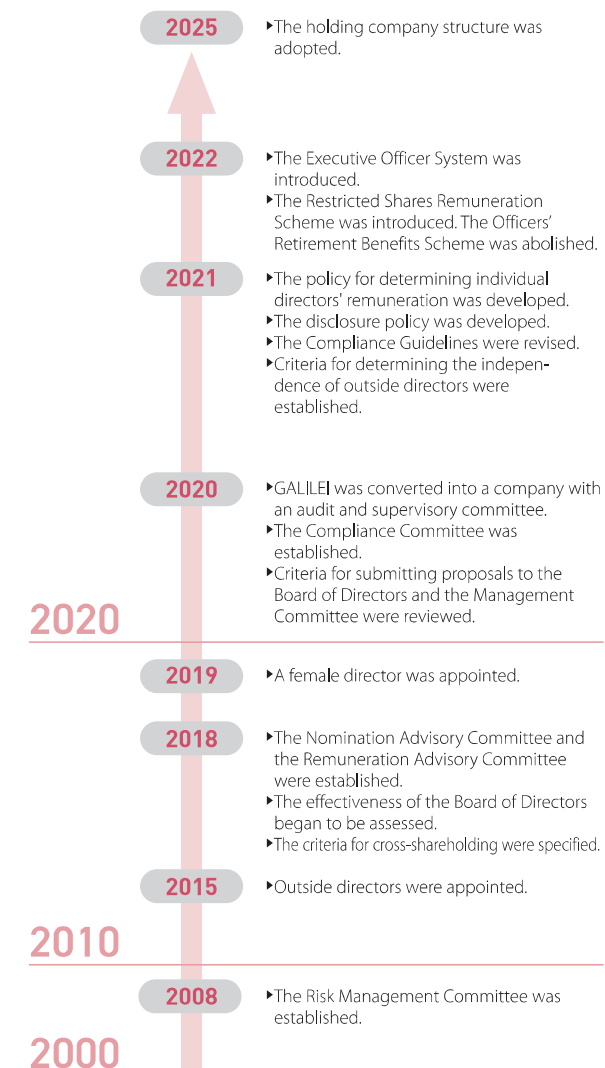 2025
▶The holding company structure was
adopted.
2022
▶The Executive Officer System was
introduced.
▶The Restricted Shares Remuneration
Scheme was introduced. The Officers’
Retirement Benefits Scheme was abolished.
2021
▶The policy for determining individual
directors' remuneration was developed.
▶The disclosure policy was developed.
▶The Compliance Guidelines were revised.
▶Criteria for determining the indepen-
dence of outside directors were
established.
2020
▶GALILEI was converted into a company with
an audit and supervisory committee.
▶The Compliance Committee was
established.
▶Criteria for submitting proposals to the
Board of Directors and the Management
Committee were reviewed.
2020
2019
▶A female director was appointed.
2018
▶The Nomination Advisory Committee and
the Remuneration Advisory Committee
were established.
▶The effectiveness of the Board of Directors
began to be assessed.
▶The criteria for cross-shareholding were specified.
2015
▶Outside directors were appointed.
2010
2008
▶The Risk Management Committee was
established.
2000